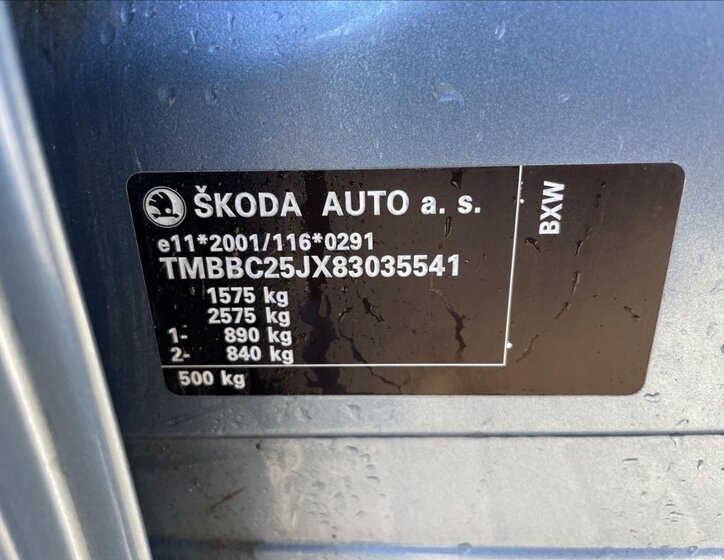 ŠKODA AUTO a. s.
e11*2001/116*0291
TMBBC25JX83035541
1575 kg
2575 kg
1- 890 kg
2- 840 kg
500 kg
BXW